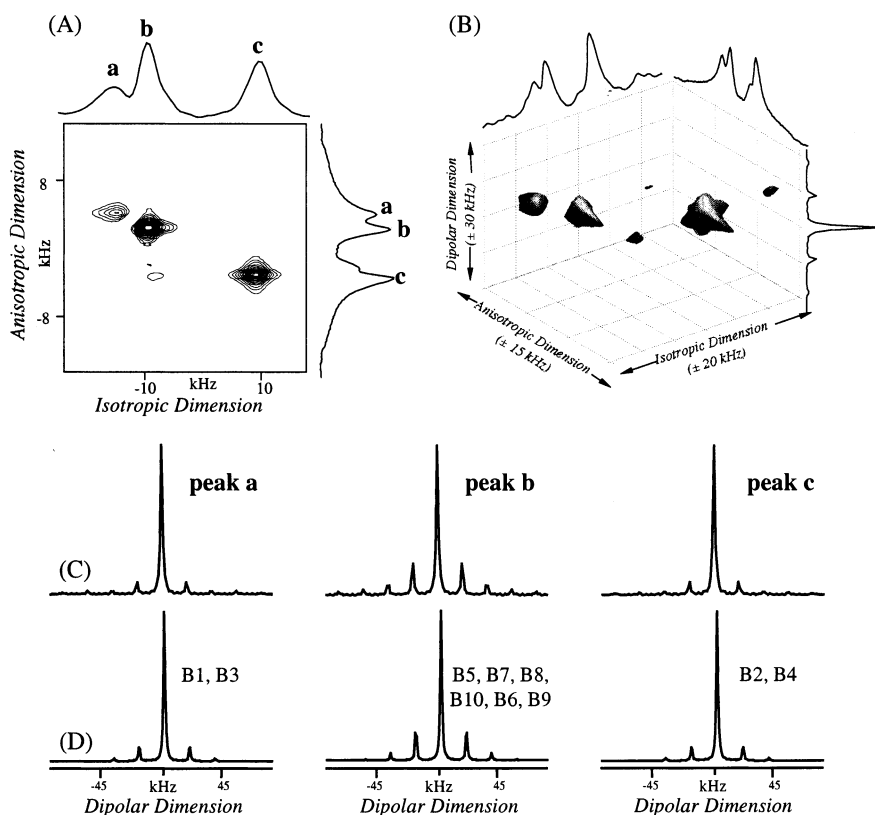 (A)
a
b
c
Anisotropic Dimension
kHz
8
-8
a
b
c
-10
kHz
10
Isotropic Dimension
(B)
Dipolar Dimension
(± 30 kHz)
Anisotropic Dimension
(± 15 kHz)
Isotropic Dimension
(± 20 kHz)
peak a
peak b
peak c
(C)
(D)
B1, B3
B5, B7, B8,
B10, B6, B9
B2, B4
-45
kHz
45
-45
kHz
45
-45
kHz
45
Dipolar Dimension
Dipolar Dimension
Dipolar Dimension